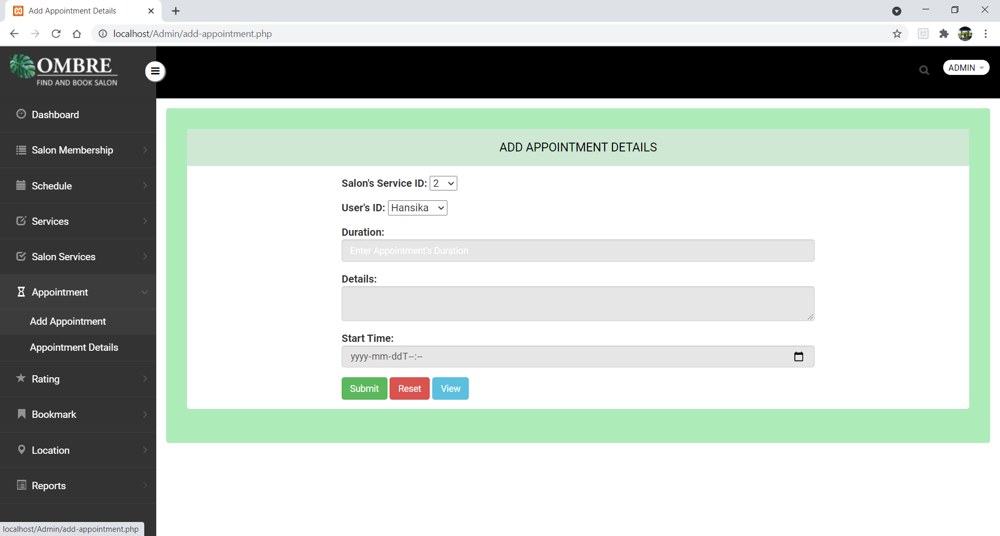 Add Appointment Details
localhost/Admin/add-appointment.php
OMBRE
FIND AND BOOK SALON
ADMIN
Dashboard
Salon Membership
Schedule
Services
Salon Services
Appointment
Add Appointment
Appointment Details
Rating
Bookmark
Location
Reports
ADD APPOINTMENT DETAILS
Salon's Service ID: 2
User's ID: Hansika
Duration:
Enter Appointment's Duration
Details:
Start Time:
yyyy-mm-ddT--:--
Submit Reset View
localhost/Admin/add-appointment.php